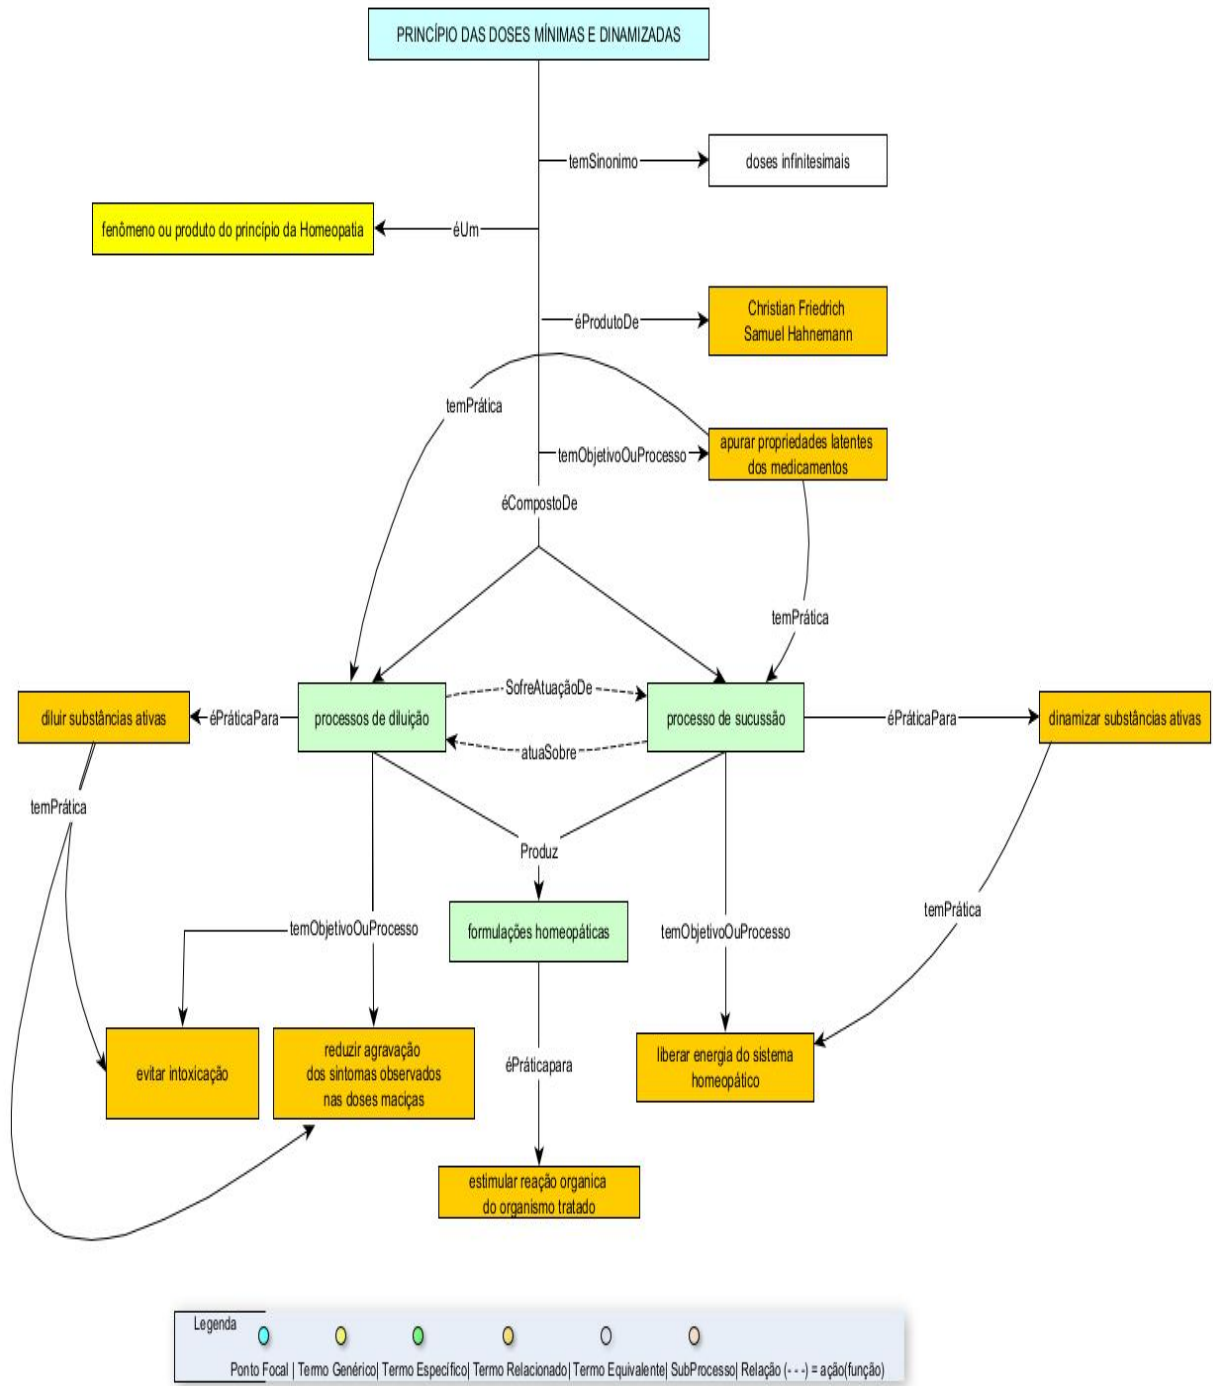 PRINCÍPIO DAS DOSES MÍNIMAS E DINAMIZADAS
temSinonimo
doses infinitesimais
fenômeno ou produto do princípio da Homeopatia
éUm
éProdutoDe
Christian Friedrich
Samuel Hahnemann
temPrática
temObjetivoOuProcesso
apurar propriedades latentes
dos medicamentos
éCompostoDe
temPrática
diluir substâncias ativas
éPráticaPara
processos de diluição
SofreAtuaçãoDe
atuaSobre
processo de sucussão
éPráticaPara
dinamizar substâncias ativas
temPrática
Produz
temObjetivoOuProcesso
formulações homeopáticas
temObjetivoOuProcesso
temPrática
evitar intoxicação
reduzir agravação
dos sintomas observados
nas doses maciças
éPráticapara
liberar energia do sistema
homeopático
estimular reação organica
do organismo tratado
Legenda
Ponto Focal | Termo Genérico| Termo Específico| Termo Relacionado| Termo Equivalente| SubProcesso| Relação (- - -) = ação(função)